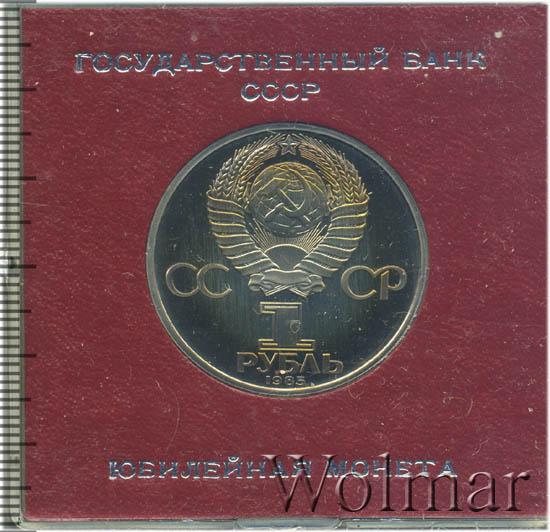 ГОСУДАРСТВЕННЫЙ БАНК
СССР
СС СР
1
РУБЛЬ
1985
ЮБИЛЕЙНАЯ МОНЕТА
Wolmar